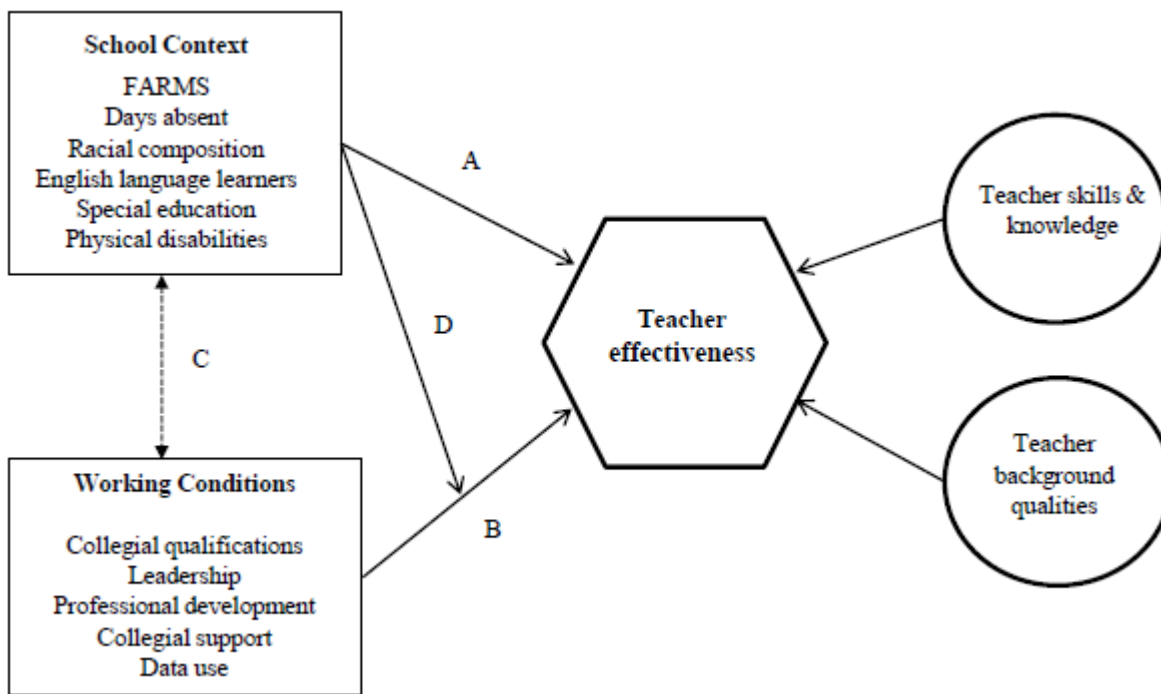 School Context
FARMS
Days absent
Racial composition
English language learners
Special education
Physical disabilities
A
D
C
B
Working Conditions
Collegial qualifications
Leadership
Professional development
Collegial support
Data use
Teacher
effectiveness
Teacher skills &
knowledge
Teacher
background
qualities